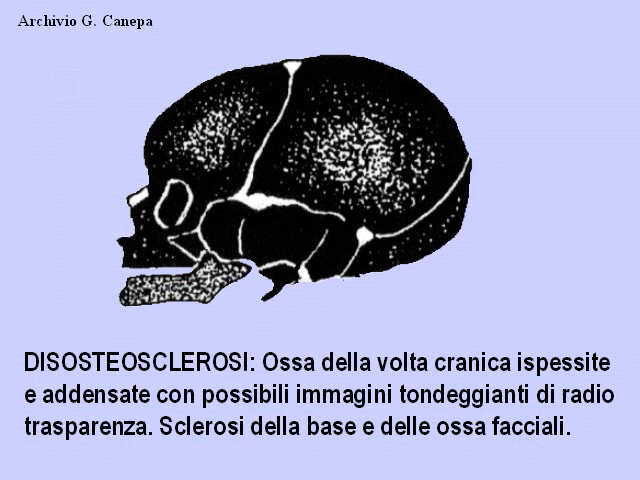 Archivio G. Canepa
DISOSTEOSCLEROSI: Ossa della volta cranica ispessite
e addensate con possibili immagini tondeggianti di radio
trasparenza. Sclerosi della base e delle ossa facciali.